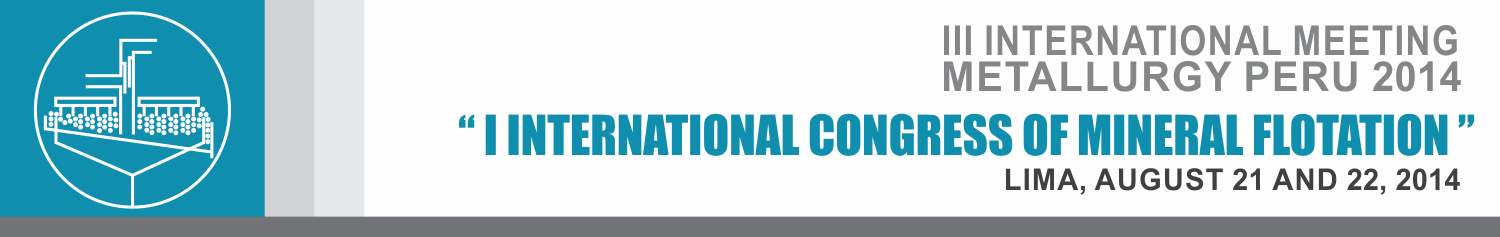 III INTERNATIONAL MEETING
METALLURGY PERU 2014
“ I INTERNATIONAL CONGRESS OF MINERAL FLOTATION ”
LIMA, AUGUST 21 AND 22, 2014